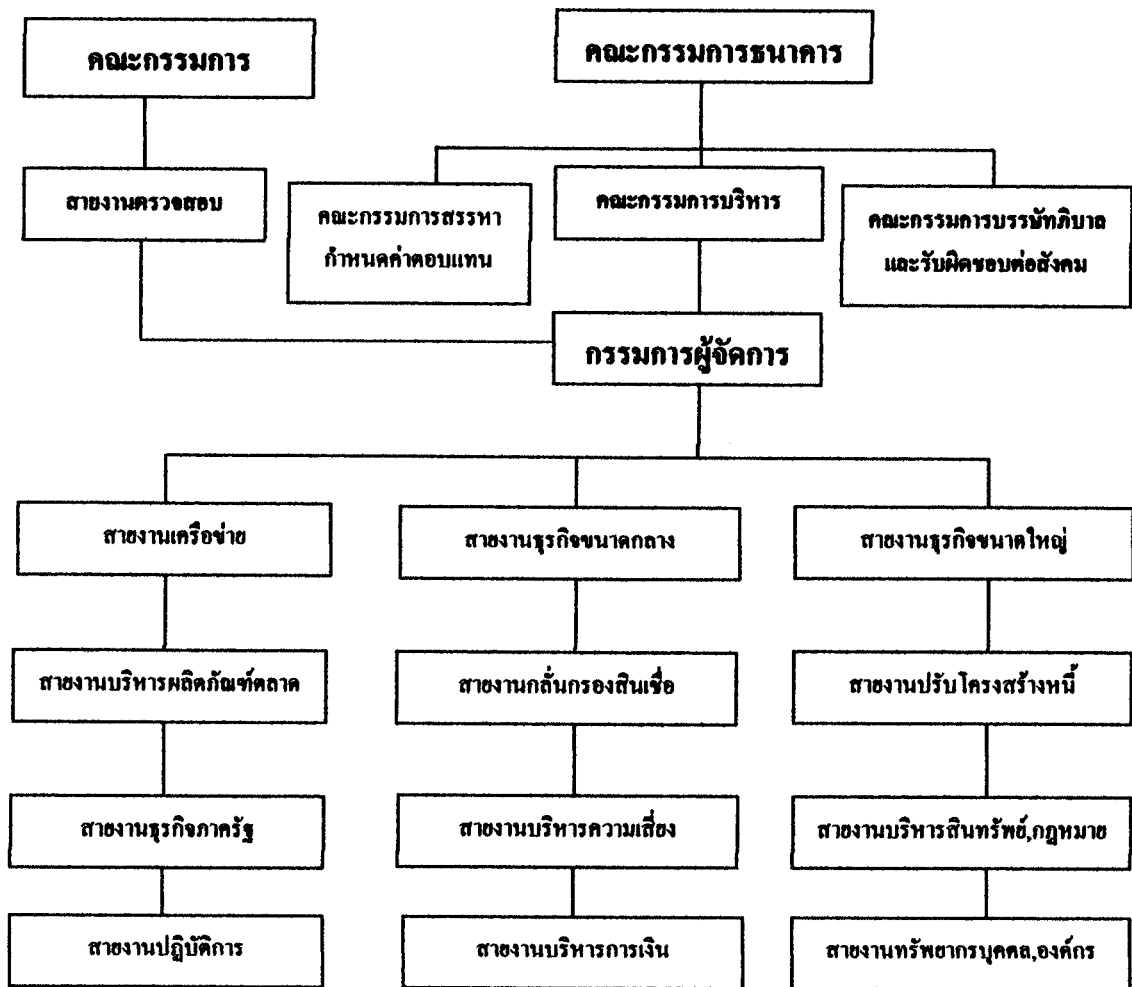 คณะกรรมการ
คณะกรรมการธนาคาร
สายงานตรวจสอบ
คณะกรรมการสรรหา
กำหนดค่าตอบแทน
คณะกรรมการบริหาร
คณะกรรมการบรรษัทภิบาล
และรับผิดชอบต่อสังคม
กรรมการผู้จัดการ
สายงานเครือข่าย
สายงานธุรกิจขนาดกลาง
สายงานธุรกิจขนาดใหญ่
สายงานบริหารผลิตภัณฑ์ตลาด
สายงานกลั่นกรองสินเชื่อ
สายงานปรับโครงสร้างหนี้
สายงานธุรกิจภาครัฐ
สายงานบริหารความเสี่ยง
สายงานบริหารสินทรัพย์,กฎหมาย
สายงานปฏิบัติการ
สายงานบริหารการเงิน
สายงานทรัพยากรบุคคล,องค์กร